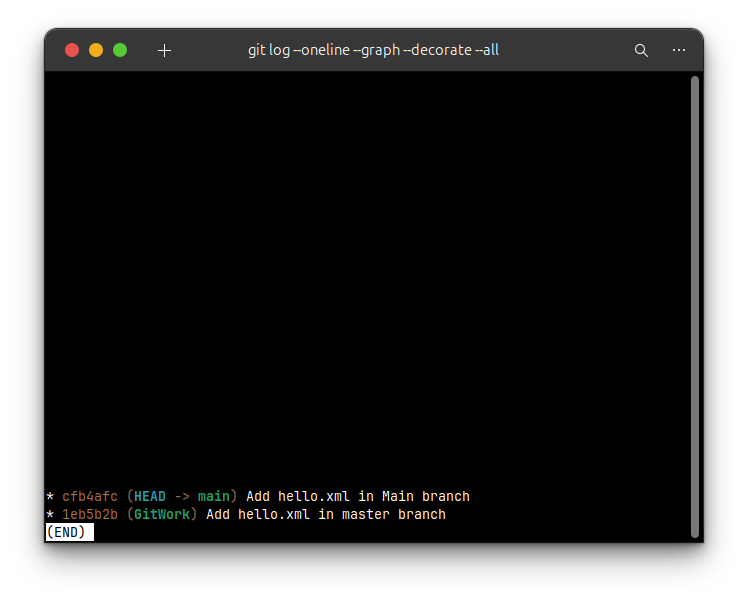 git log --oneline --graph --decorate --all
* cfb4afc (HEAD -> main) Add hello.xml in Main branch
* 1eb5b2b (GitWork) Add hello.xml in master branch
(END)